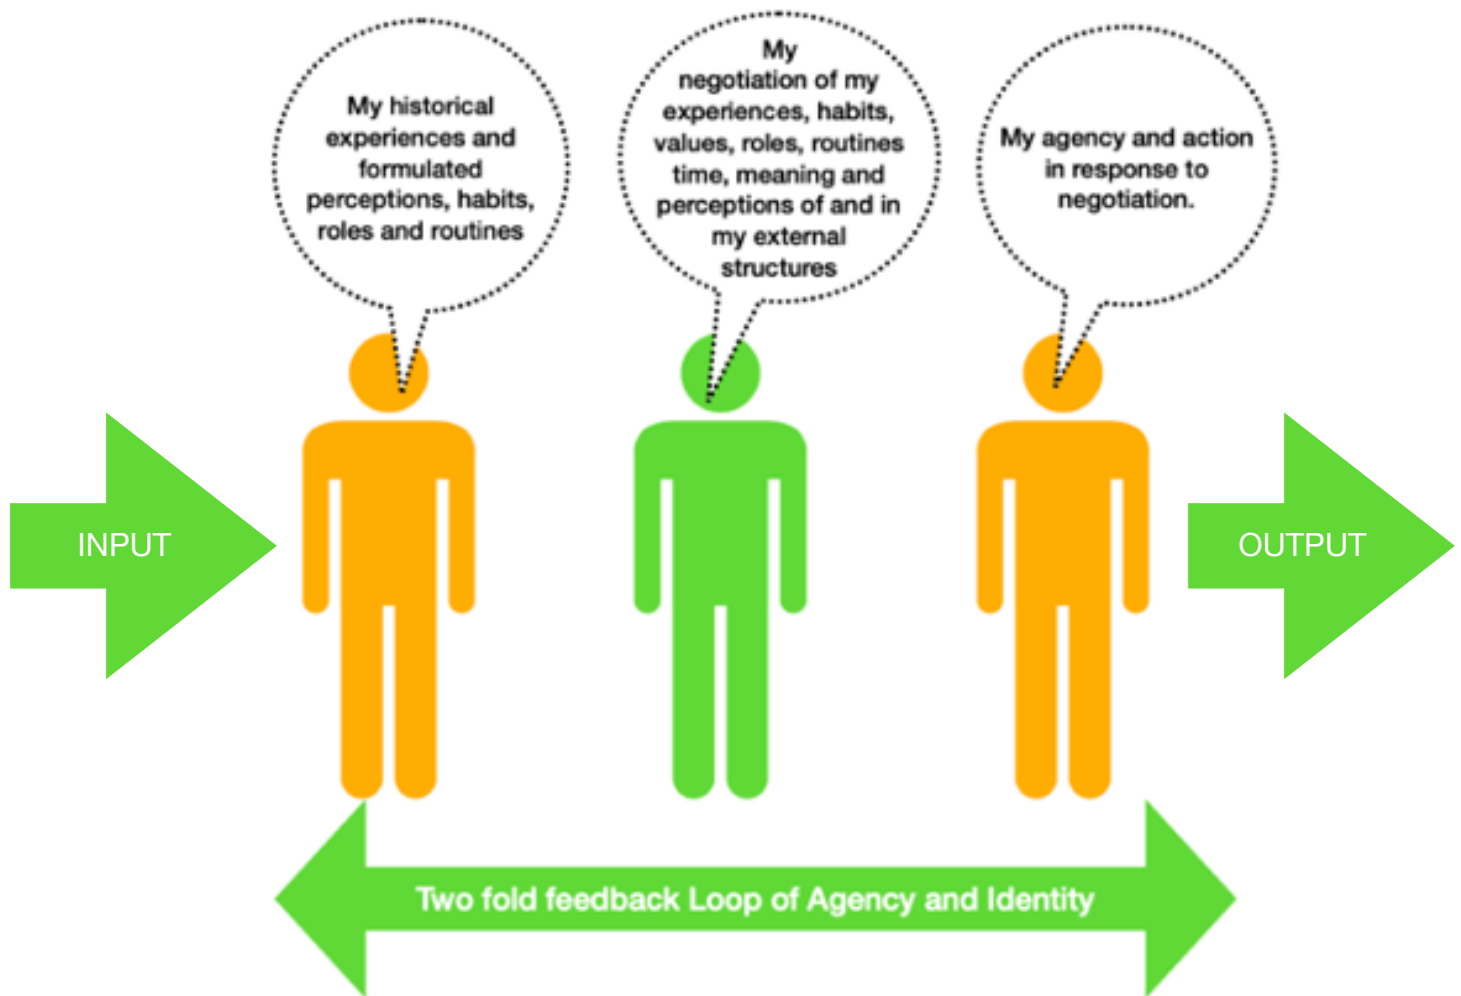 My historical
experiences and
formulated
perceptions, habits,
roles and routines
My
negotiation of my
experiences, habits,
values, roles, routines
time, meaning and
perceptions of and in
my external
structures
My agency and action
in response to
negotiation.
INPUT
OUTPUT
Two fold feedback Loop of Agency and Identity